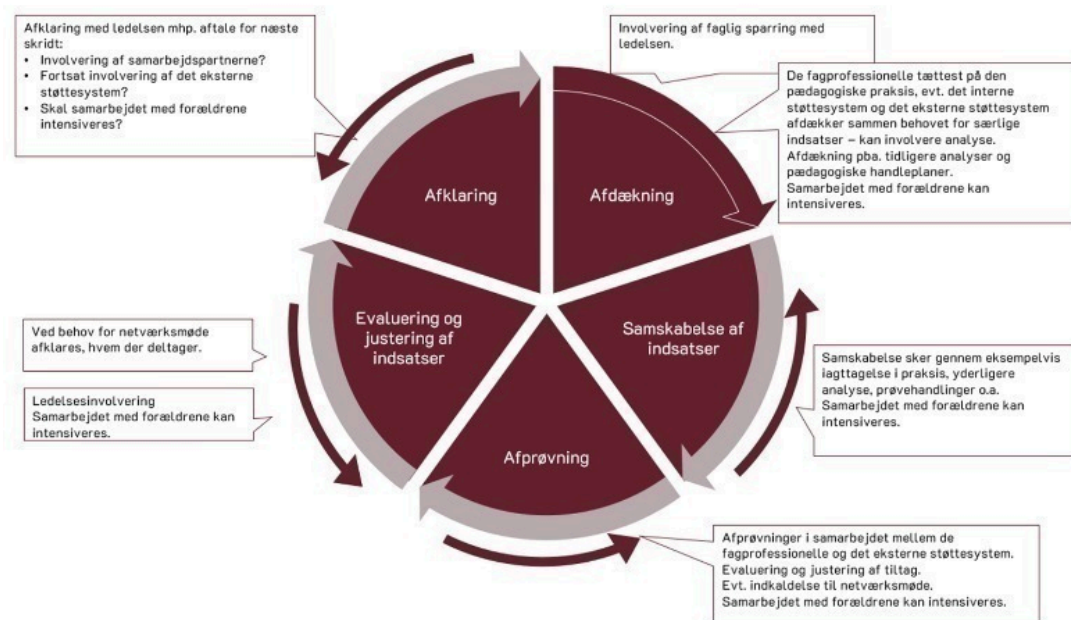 Afklaring med ledelsen mhp. aftale for næste
skridt:
• Involvering af samarbejdspartnerne?
• Fortsat involvering af det eksterne
støttesystem?
• Skal samarbejdet med forældrene
intensiveres?
Involvering af faglig sparring med
ledelsen.
De fagprofessionelle tættest på den
pædagogiske praksis, evt. det interne
støttesystem og det eksterne støttesystem
afdækker sammen behovet for særlige
indsatser – kan involvere analyse.
Afdækning pba. tidligere analyser og
pædagogiske handleplaner.
Samarbejdet med forældrene kan
intensiveres.
Afklaring
Afdækning
Evaluering og
justering af
indsatser
Samskabelse af
indsatser
Afprøvning
Ved behov for netværksmøde
afklares, hvem der deltager.
Ledelsesinvolvering
Samarbejdet med forældrene kan
intensiveres.
Samskabelse sker gennem eksempelvis
iagttagelse i praksis, yderligere
analyse, prøvehandlinger o.a.
Samarbejdet med forældrene kan
intensiveres.
Afprøvninger i samarbejdet mellem de
fagprofessionelle og det eksterne støttesystem.
Evaluering og justering af tiltag.
Evt. indkaldelse til netværksmøde.
Samarbejdet med forældrene kan intensiveres.